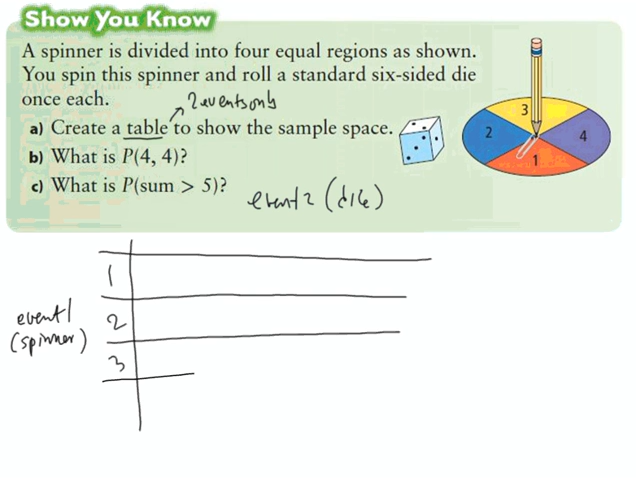 Show You Know
A spinner is divided into four equal regions as shown.
You spin this spinner and roll a standard six-sided die
once each.
2 events only
a) Create a table to show the sample space.
b) What is P(4, 4)?
c) What is P(sum > 5)?
3
2
4
1
event 2 (die)
1
event 1
(spinner)
2
3